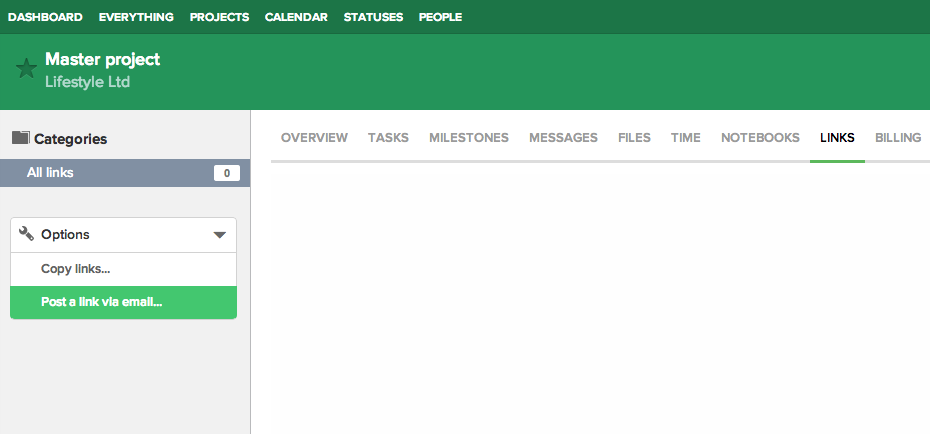 DASHBOARD EVERYTHING PROJECTS CALENDAR STATUSES PEOPLE
Master project
Lifestyle Ltd
Categories
All links 0
Options
Copy links...
Post a link via email...
OVERVIEW TASKS MILESTONES MESSAGES FILES TIME NOTEBOOKS LINKS BILLING